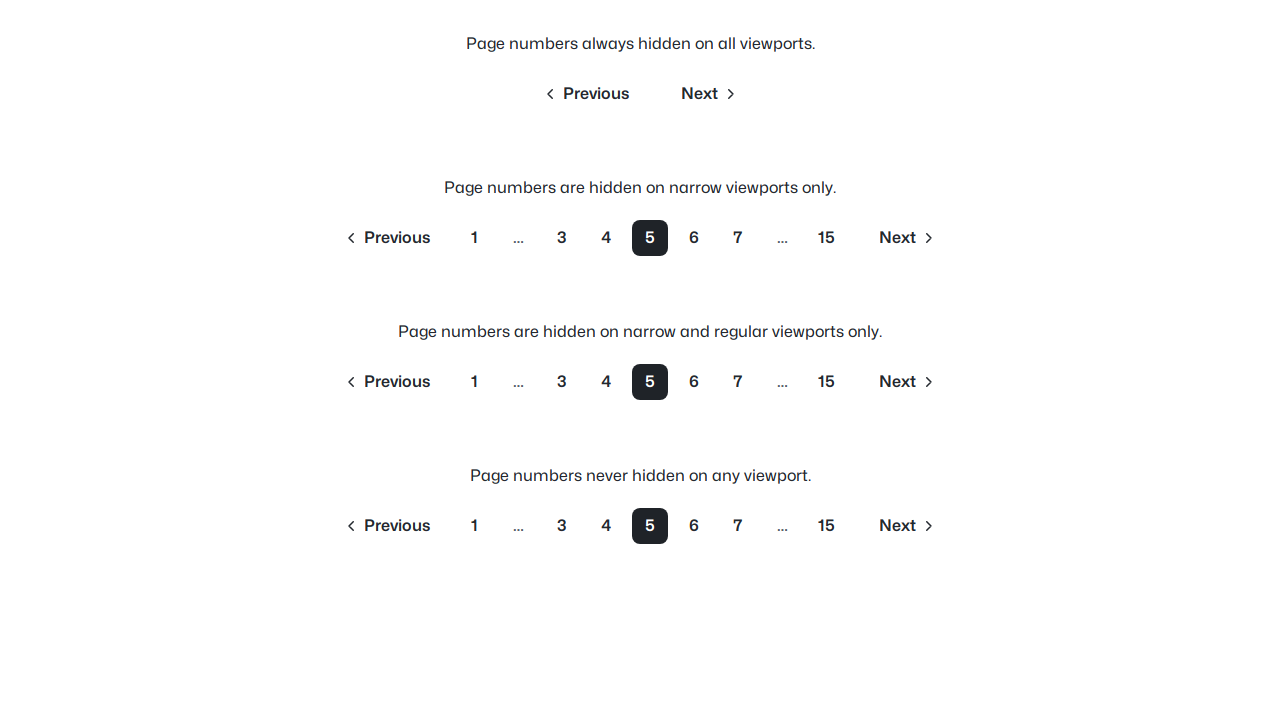 Page numbers always hidden on all viewports.
Previous Next
Page numbers are hidden on narrow viewports only.
Previous 1 … 3 4 5 6 7 … 15 Next
Page numbers are hidden on narrow and regular viewports only.
Previous 1 … 3 4 5 6 7 … 15 Next
Page numbers never hidden on any viewport.
Previous 1 … 3 4 5 6 7 … 15 Next